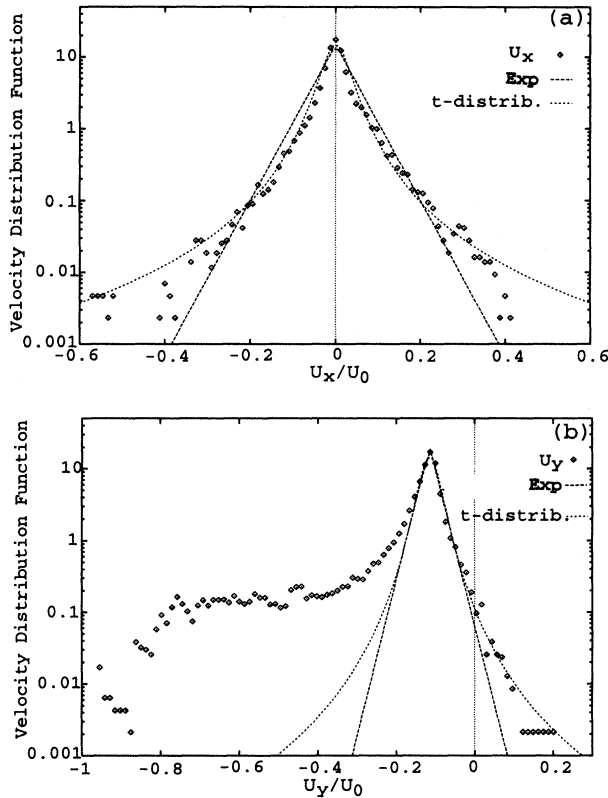 (a)
Velocity Distribution Function
10
1
0.1
0.01
0.001
Ux
Exp
t-distrib.
-0.6 -0.4 -0.2 0 0.2 0.4 0.6
Ux/U0
(b)
Velocity Distribution Function
10
1
0.1
0.01
0.001
Uy
Exp
t-distrib.
-1 -0.8 -0.6 -0.4 -0.2 0 0.2
Uy/U0